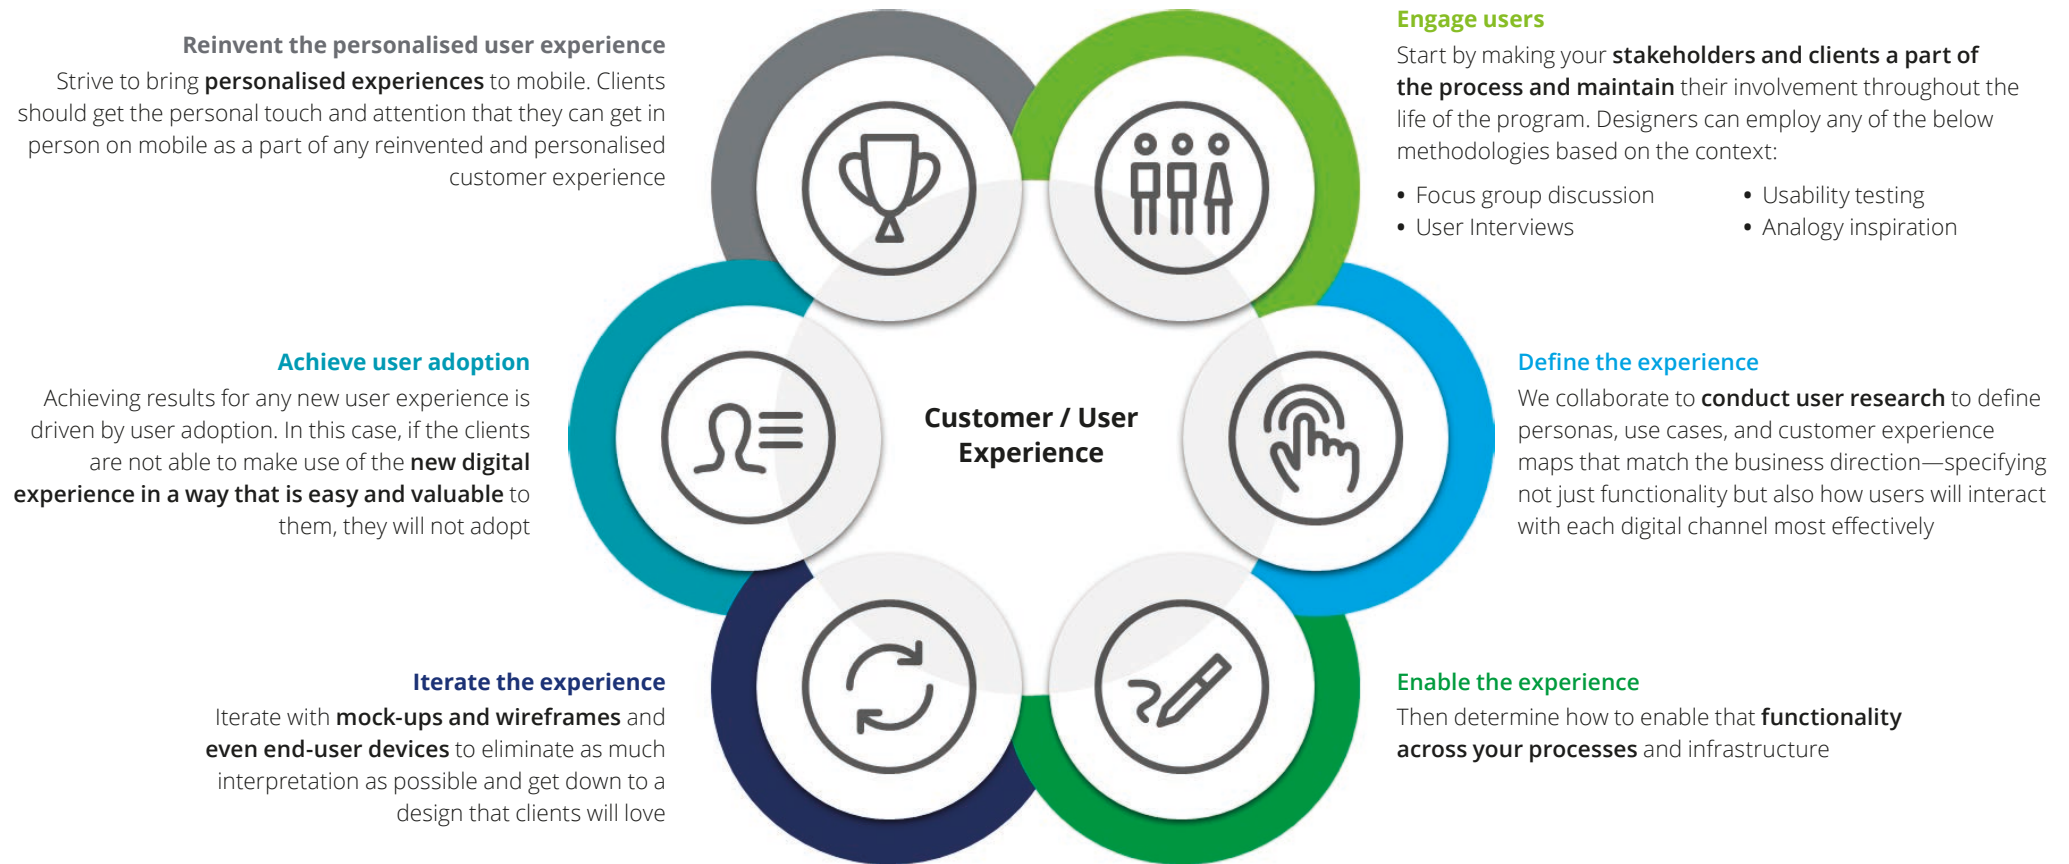 Reinvent the personalised user experience
Strive to bring personalised experiences to mobile. Clients
should get the personal touch and attention that they can get in
person on mobile as a part of any reinvented and personalised
customer experience
Engage users
Start by making your stakeholders and clients a part of
the process and maintain their involvement throughout the
life of the program. Designers can employ any of the below
methodologies based on the context:
• Focus group discussion
• User Interviews
• Usability testing
• Analogy inspiration
Achieve user adoption
Achieving results for any new user experience is
driven by user adoption. In this case, if the clients
are not able to make use of the new digital
experience in a way that is easy and valuable to
them, they will not adopt
Customer / User
Experience
Define the experience
We collaborate to conduct user research to define
personas, use cases, and customer experience
maps that match the business direction—specifying
not just functionality but also how users will interact
with each digital channel most effectively
Iterate the experience
Iterate with mock-ups and wireframes and
even end-user devices to eliminate as much
interpretation as possible and get down to a
design that clients will love
Enable the experience
Then determine how to enable that functionality
across your processes and infrastructure